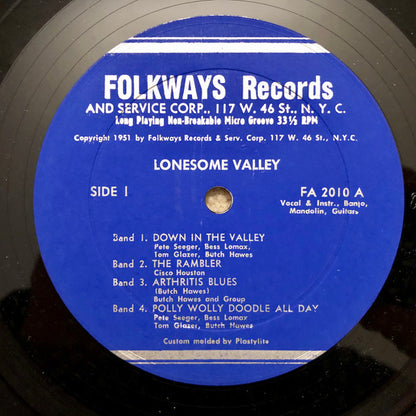 FOLKWAYS Records
AND SERVICE CORP., 117 W. 46 St., N. Y. C.
Long Playing Non-Breakable Micro Groove 33⅓ RPM
Copyright 1951 by Folkways Records & Serv. Corp. 117 W. 46 St., N.Y.C.
LONESOME VALLEY
SIDE I
FA 2010 A
Vocal & Instr., Banjo,
Mandolin, Guitars
Band 1. DOWN IN THE VALLEY
Pete Seeger, Bess Lomax,
Tom Glazer, Butch Hawes
Band 2. THE RAMBLER
Cisco Houston
Band 3. ARTHRITIS BLUES
(Butch Hawes)
Butch Hawes and Group
Band 4. POLLY WOLLY DOODLE ALL DAY
Pete Seeger, Bess Lomax
Tom Glazer, Butch Hawes
Custom molded by Plastylite